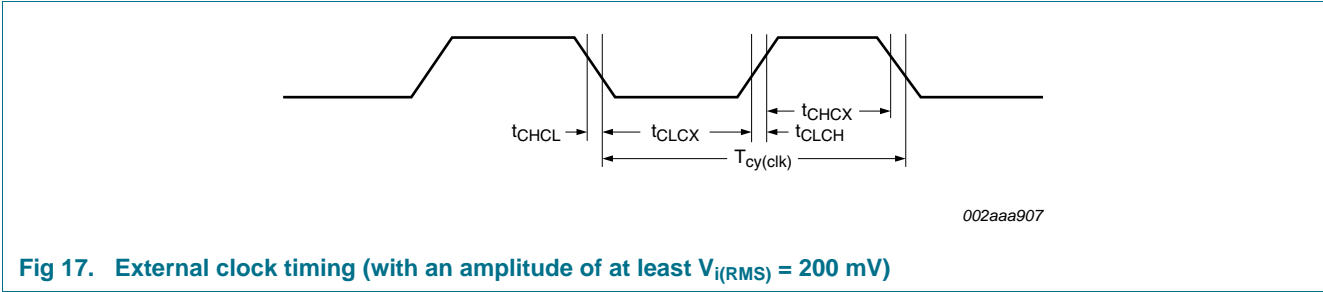 tCHCX
tCHCL
tCLCX
tCLCH
Tcy(clk)
002aaa907
Fig 17. External clock timing (with an amplitude of at least Vi(RMS) = 200 mV)